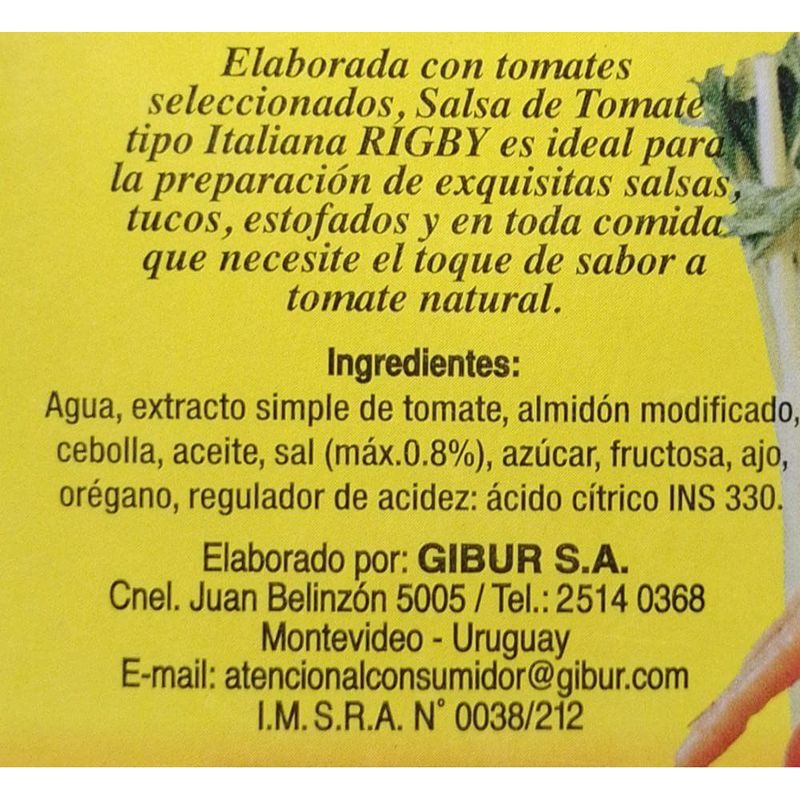 Elaborada con tomates
seleccionados, Salsa de Tomate
tipo Italiana RIGBY es ideal para
la preparación de exquisitas salsas,
tucos, estofados y en toda comida
que necesite el toque de sabor a
tomate natural.
Ingredientes:
Agua, extracto simple de tomate, almidón modificado,
cebolla, aceite, sal (máx.0.8%), azúcar, fructosa, ajo,
orégano, regulador de acidez: ácido cítrico INS 330.
Elaborado por: GIBUR S.A.
Cnel. Juan Belinzón 5005 / Tel.: 2514 0368
Montevideo - Uruguay
E-mail: atencionalconsumidor@gibur.com
I.M.S.R.A. N° 0038/212